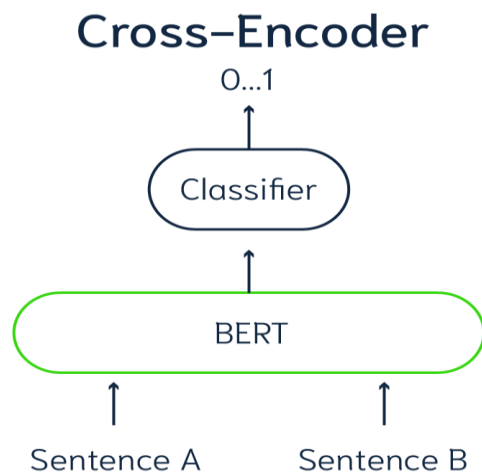 Cross-Encoder
0...1
Classifier
BERT
Sentence A Sentence B